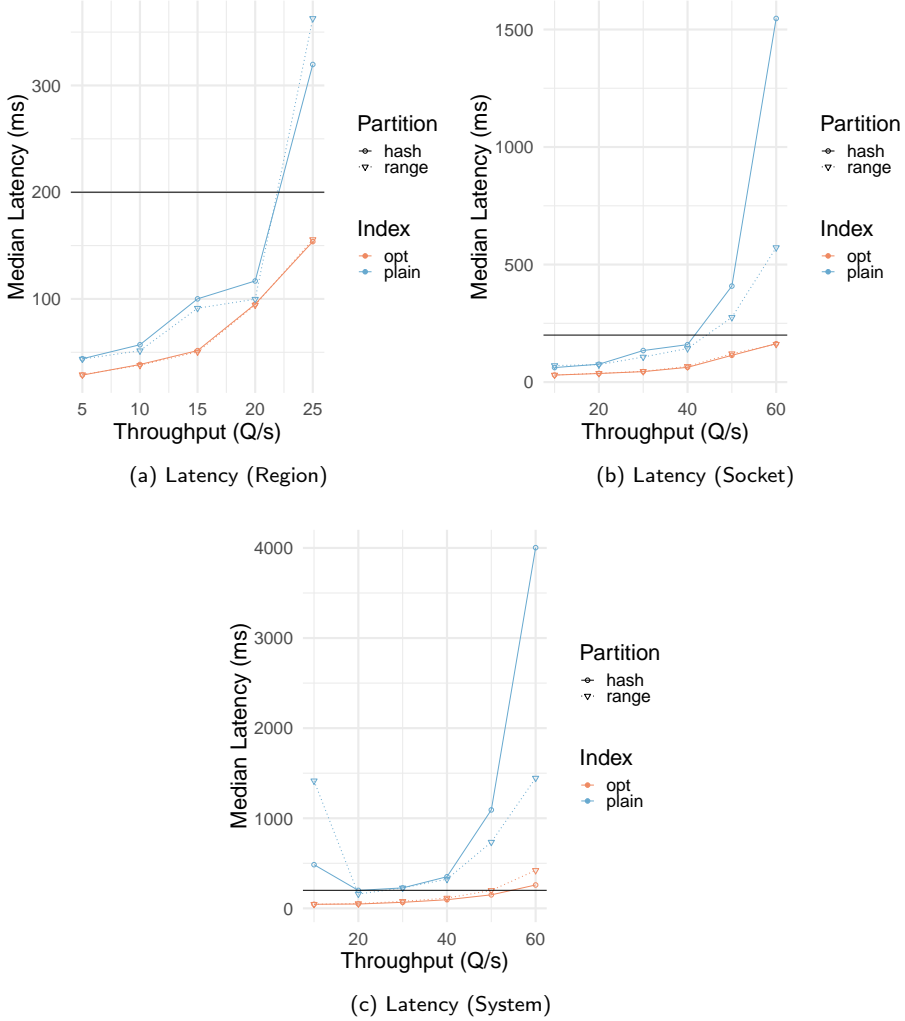 300
200
100
Median Latency (ms)
5 10 15 20 25
Throughput (Q/s)
Partition
hash
range
Index
opt
plain
(a) Latency (Region)
1500
1000
500
0
Median Latency (ms)
20 40 60
Throughput (Q/s)
Partition
hash
range
Index
opt
plain
(b) Latency (Socket)
4000
3000
2000
1000
0
Median Latency (ms)
20 40 60
Throughput (Q/s)
Partition
hash
range
Index
opt
plain
(c) Latency (System)